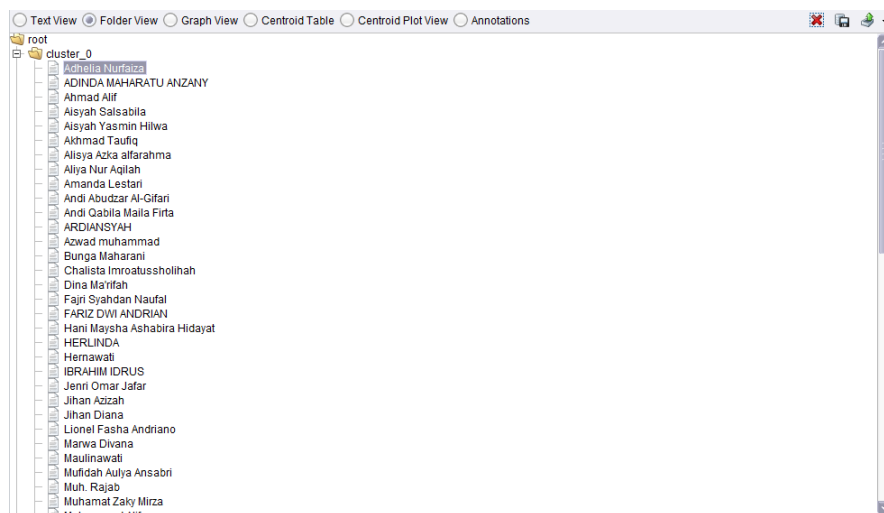 Text View Folder View Graph View Centroid Table Centroid Plot View Annotations
root
cluster_0
Adhelia Nurfaiza
ADINDA MAHARATU ANZANY
Ahmad Alif
Aisyah Salsabila
Aisyah Yasmin Hilwa
Akhmad Taufiq
Alisya Azka alfarahma
Aliya Nur Aqilah
Amanda Lestari
Andi Abudzar Al-Gifari
Andi Qabila Maila Firta
ARDIANSYAH
Azwad muhammad
Bunga Maharani
Chalista Imroatussholihah
Dina Ma'rifah
Fajri Syahdan Naufal
FARIZ DWI ANDRIAN
Hani Maysha Ashabira Hidayat
HERLINDA
Hernawati
IBRAHIM IDRUS
Jenri Omar Jafar
Jihan Azizah
Jihan Diana
Lionel Fasha Andriano
Marwa Divana
Maulinawati
Mufidah Aulya Ansabri
Muh. Rajab
Muhamat Zaky Mirza